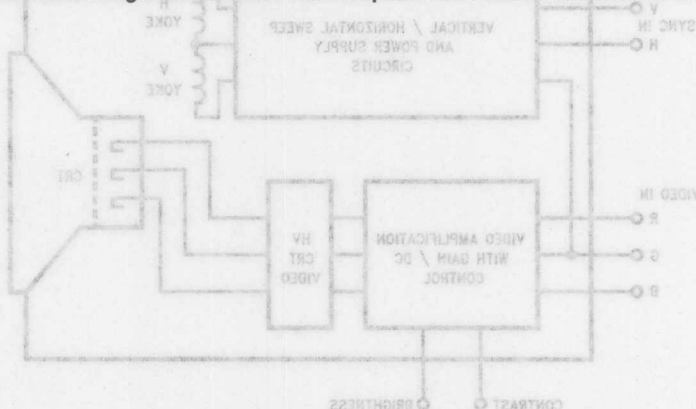 H
YOKE
VERTICAL / HORIZONTAL SWEEP
AND POWER SUPPLY
CIRCUITS
V
SYNC IN
H
V
YOKE
CRT
VIDEO IN
R
G
B
HV
CRT
VIDEO
VIDEO AMPLIFICATION
WITH GAIN / DC
CONTROL
BRIGHTNESS
CONTRAST